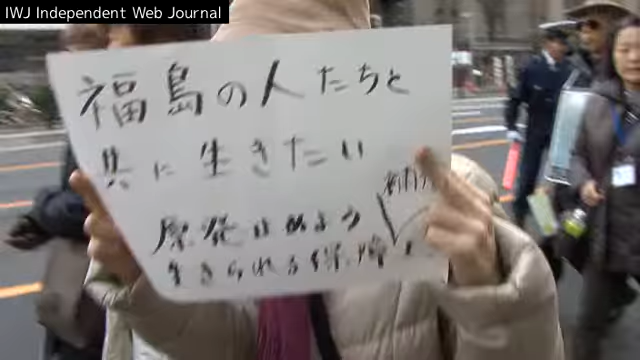 IWJ Independent Web Journal
福島の人たちと
共に生きたい
原発止めよう
生きられる保障